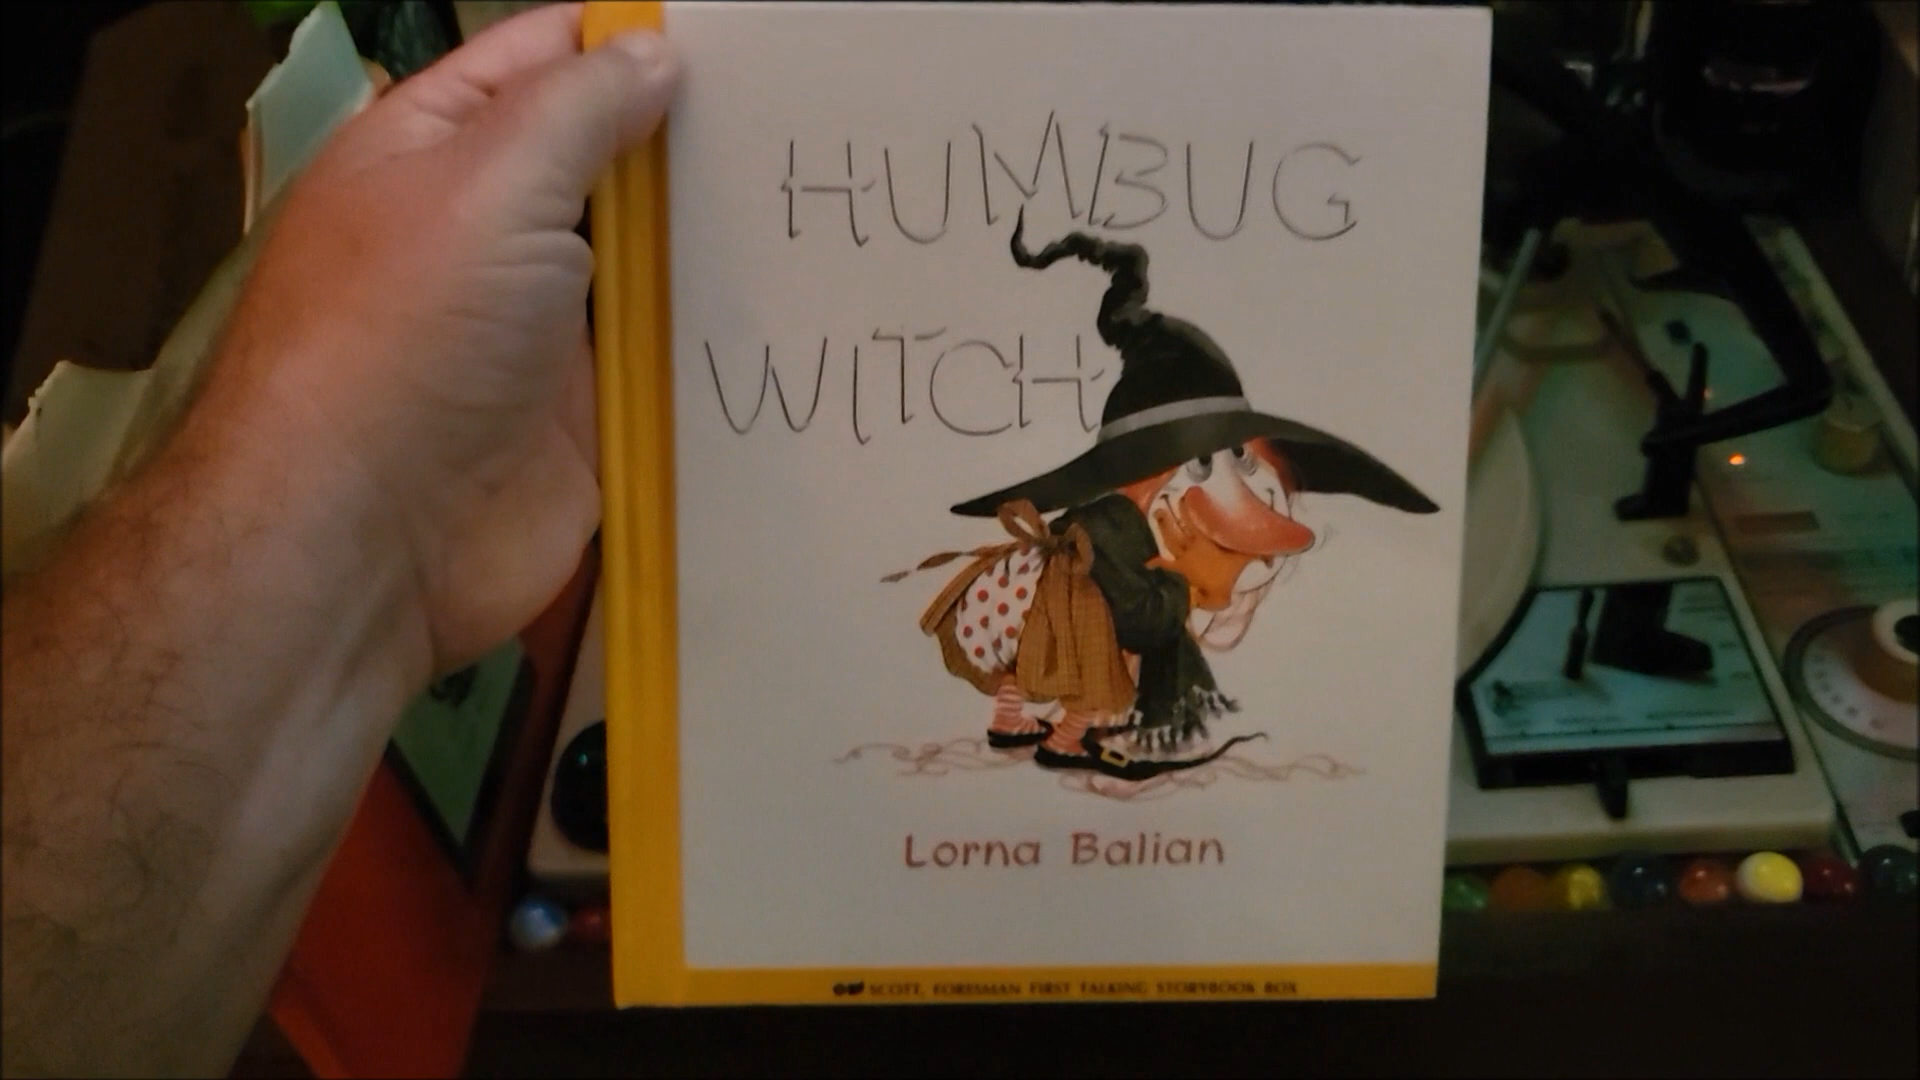 HUMBUG
WITCH
Lorna Balian
SCOTT, FORESMAN FIRST TALKING STORYBOOK BOX